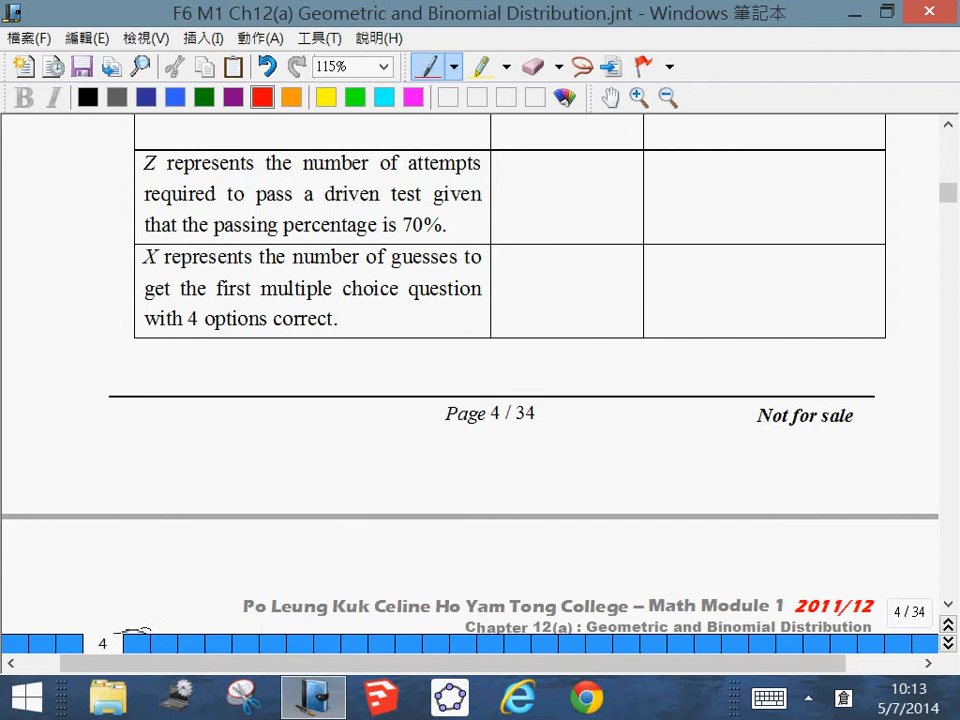 F6 M1 Ch12(a) Geometric and Binomial Distribution.jnt - Windows 筆記本
檔案(F) 編輯(E) 檢視(V) 插入(I) 動作(A) 工具(T) 說明(H)
115%
B I
Z represents the number of attempts
required to pass a driven test given
that the passing percentage is 70%.
X represents the number of guesses to
get the first multiple choice question
with 4 options correct.
Page 4 / 34
Not for sale
Po Leung Kuk Celine Ho Yam Tong College – Math Module 1 2011/12
4 / 34
Chapter 12(a) : Geometric and Binomial Distribution
4
倉
10:13
5/7/2014